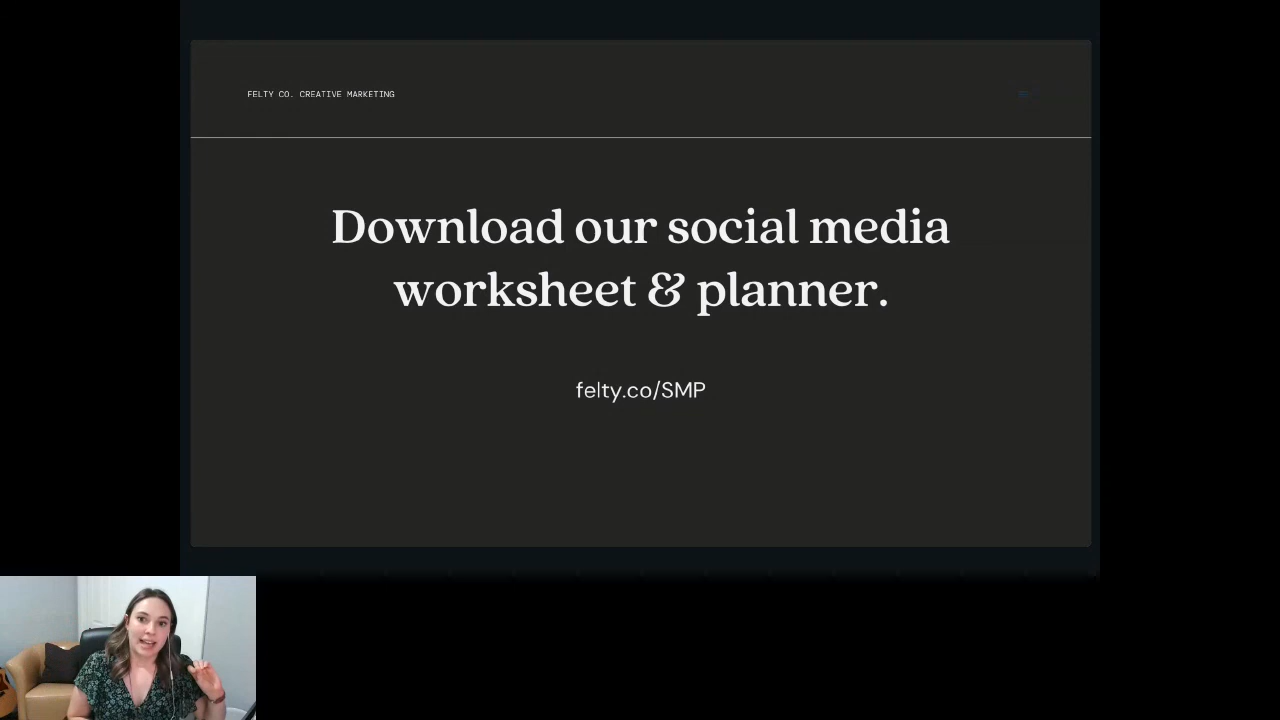 FELTY CO. CREATIVE MARKETING
Download our social media
worksheet & planner.
felty.co/SMP